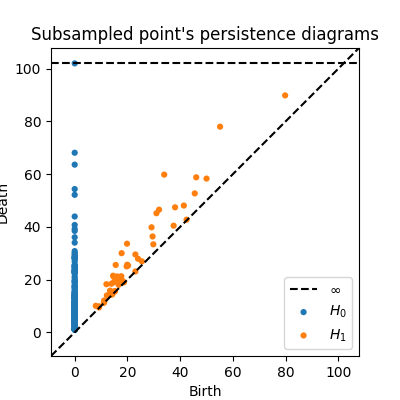 Subsampled point's persistence diagrams
100
80
60
40
20
0
Death
0 20 40 60 80 100
Birth
∞
H₀
H₁